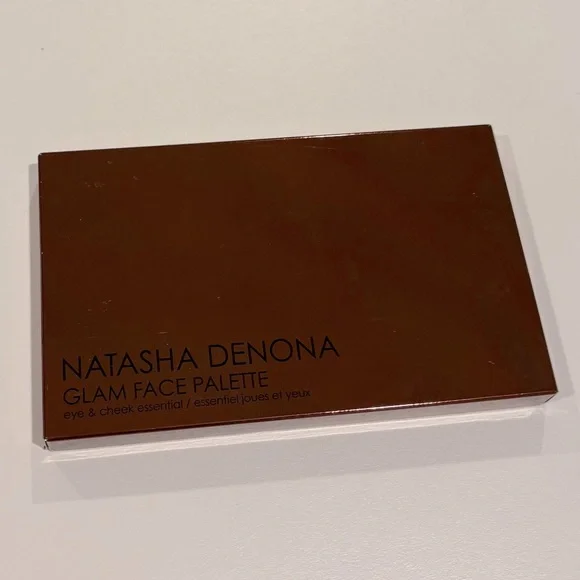 NATASHA DENONA
GLAM FACE PALETTE
eye & cheek essential / essentiel joues et yeux